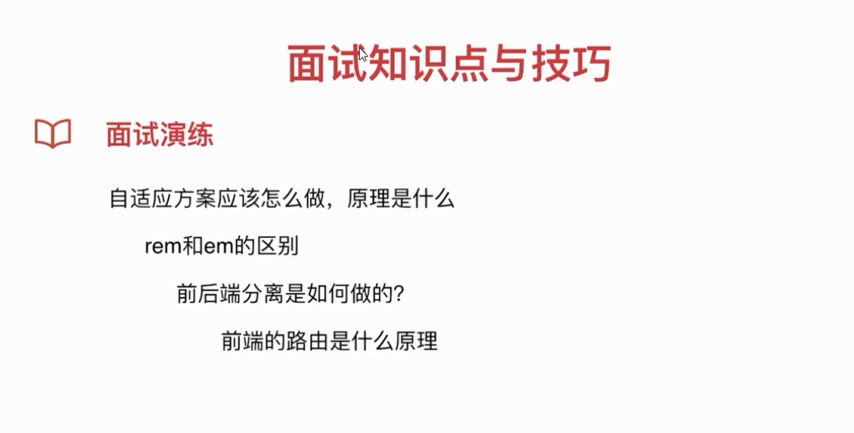 面试知识点与技巧
面试演练
自适应方案应该怎么做，原理是什么
rem和em的区别
前后端分离是如何做的？
前端的路由是什么原理